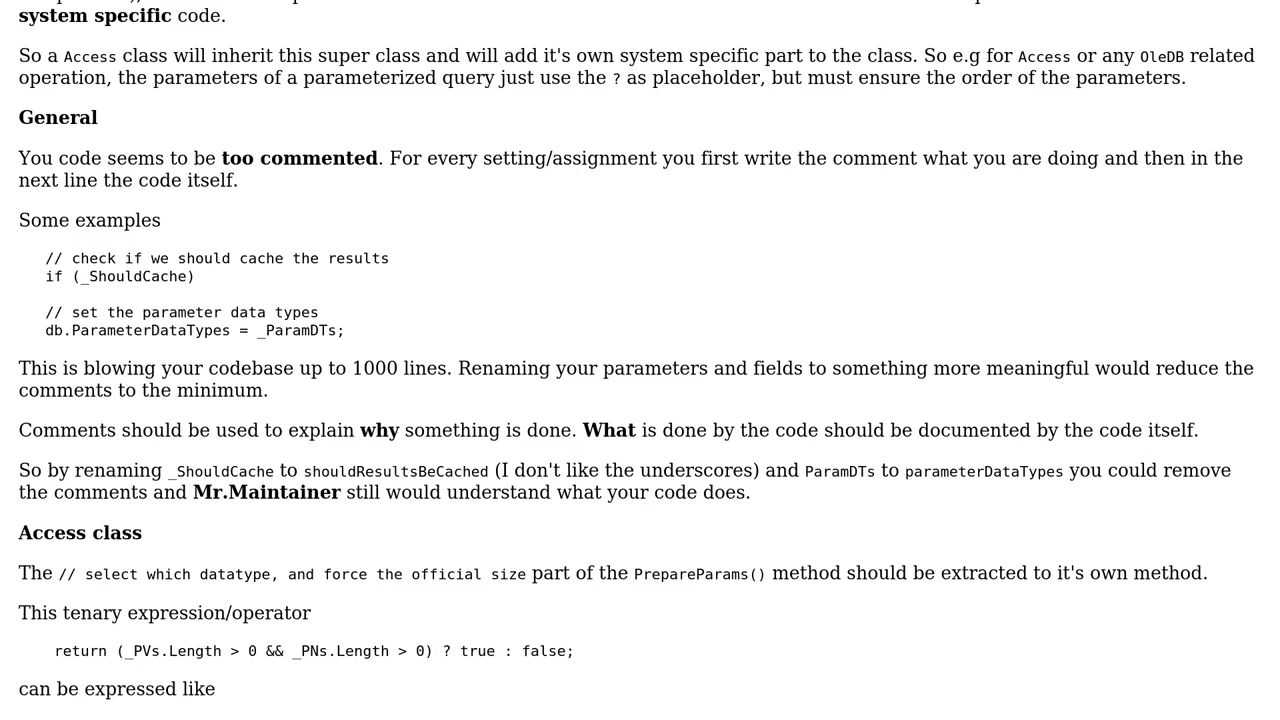 system specific code.
So a Access class will inherit this super class and will add it's own system specific part to the class. So e.g for Access or any OleDB related
operation, the parameters of a parameterized query just use the ? as placeholder, but must ensure the order of the parameters.
General
You code seems to be too commented. For every setting/assignment you first write the comment what you are doing and then in the
next line the code itself.
Some examples
// check if we should cache the results
if (_ShouldCache)
// set the parameter data types
db.ParameterDataTypes = _ParamDTs;
This is blowing your codebase up to 1000 lines. Renaming your parameters and fields to something more meaningful would reduce the
comments to the minimum.
Comments should be used to explain why something is done. What is done by the code should be documented by the code itself.
So by renaming _ShouldCache to shouldResultsBeCached (I don't like the underscores) and ParamDTs to parameterDataTypes you could remove
the comments and Mr.Maintainer still would understand what your code does.
Access class
The // select which datatype, and force the official size part of the PrepareParams() method should be extracted to it's own method.
This tenary expression/operator
return (_PVs.Length > 0 && _PNs.Length > 0) ? true : false;
can be expressed like